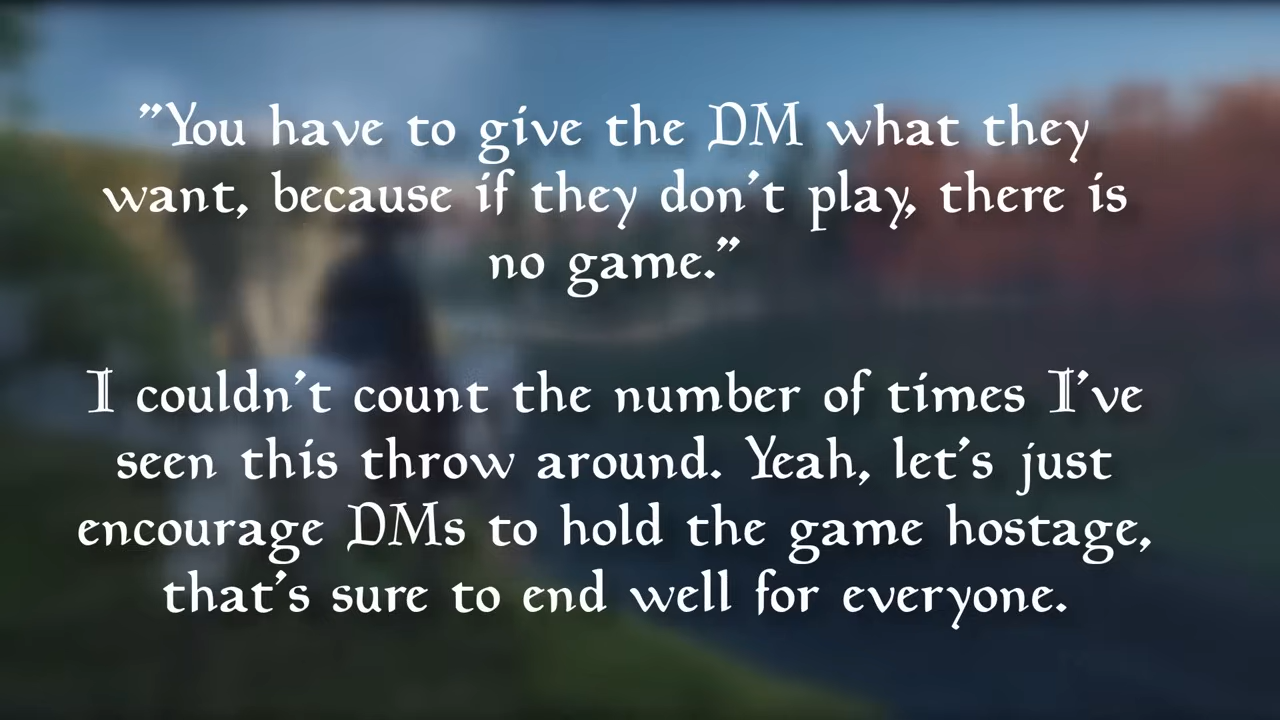 "You have to give the DM what they
want, because if they don't play, there is
no game."
I couldn't count the number of times I've
seen this throw around. Yeah, let's just
encourage DMs to hold the game hostage,
that's sure to end well for everyone.